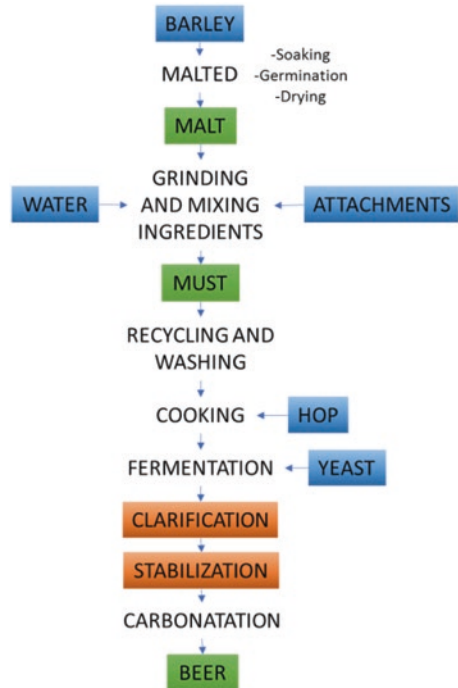 BARLEY
MALTED
-Soaking
-Germination
-Drying
MALT
GRINDING
AND MIXING
INGREDIENTS
WATER
ATTACHMENTS
MUST
RECYCLING AND
WASHING
COOKING
HOP
FERMENTATION
YEAST
CLARIFICATION
STABILIZATION
CARBONATATION
BEER